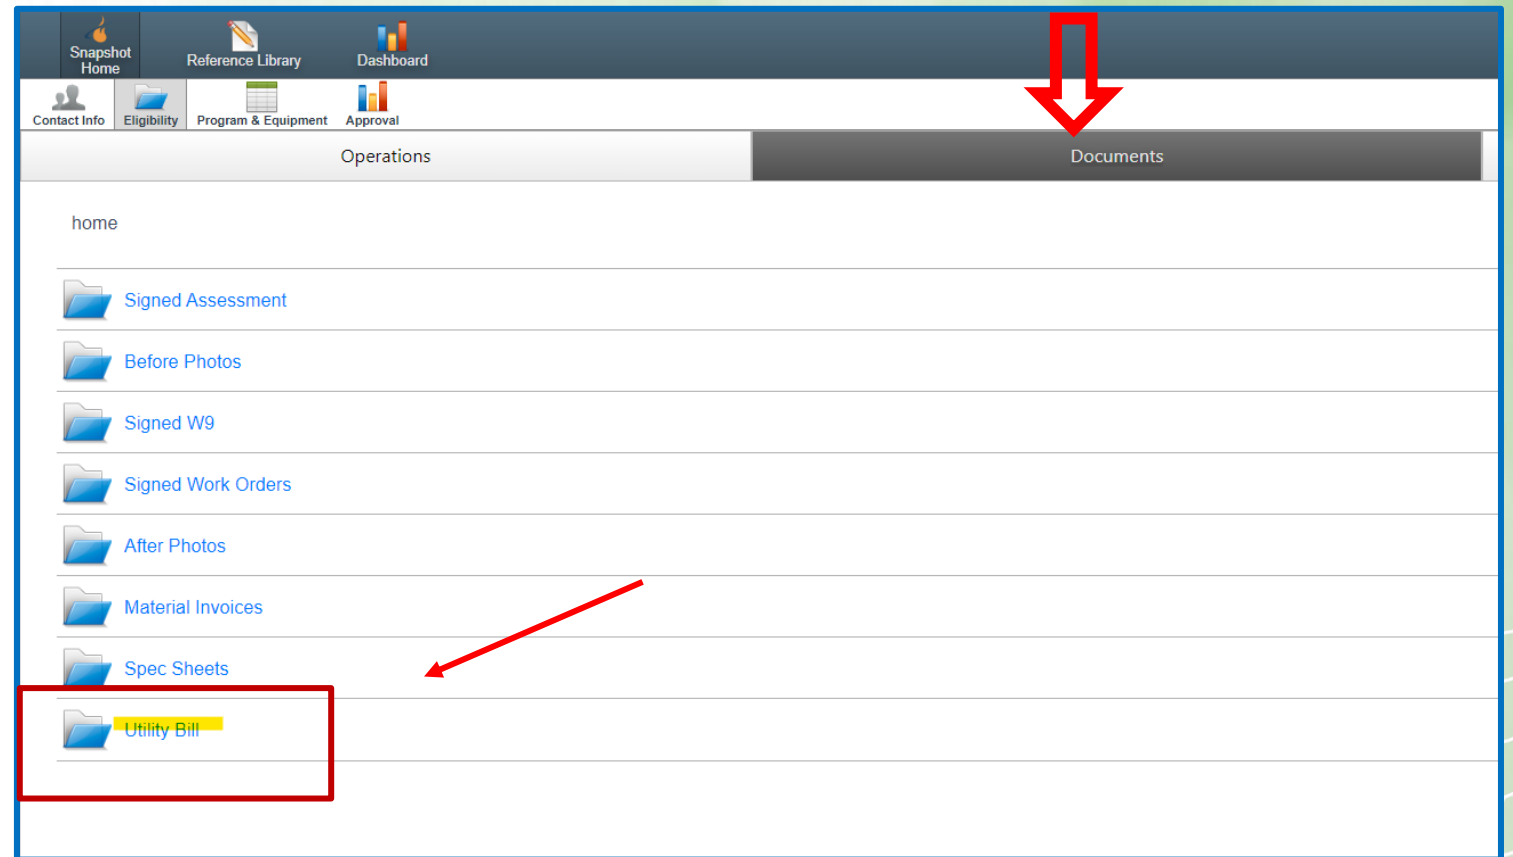 Snapshot
Home
Reference Library
Dashboard
Contact Info
Eligibility
Program & Equipment
Approval
Operations
Documents
home
Signed Assessment
Before Photos
Signed W9
Signed Work Orders
After Photos
Material Invoices
Spec Sheets
Utility Bill